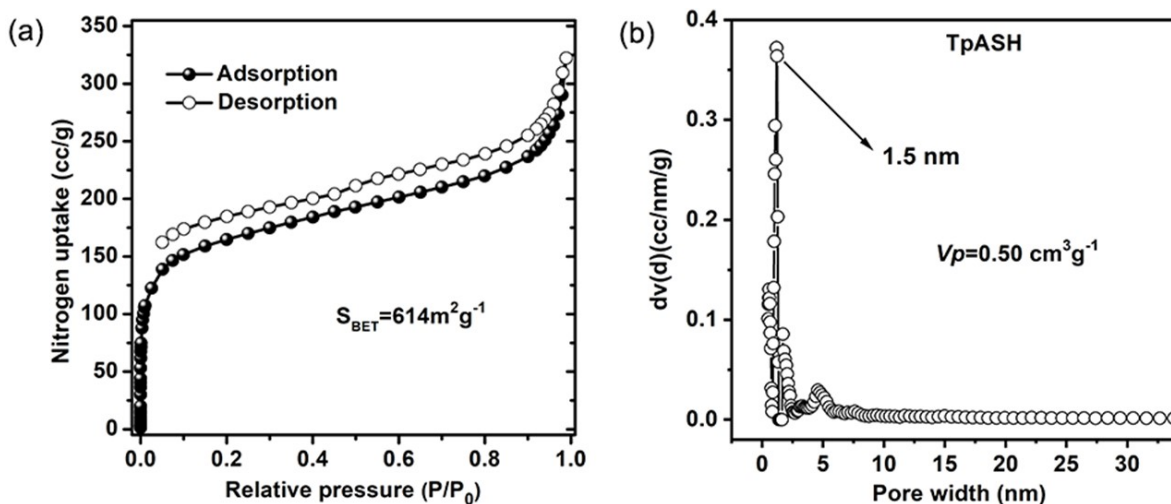 (a)
350
300
250
200
150
100
50
0
Nitrogen uptake (cc/g)
Adsorption
Desorption
S_BET=614m²g⁻¹
0.0 0.2 0.4 0.6 0.8 1.0
Relative pressure (P/P₀)
(b)
0.4
0.3
0.2
0.1
0.0
dv(d)(cc/nm/g)
TpASH
1.5 nm
Vp=0.50 cm³g⁻¹
0 5 10 15 20 25 30
Pore width (nm)